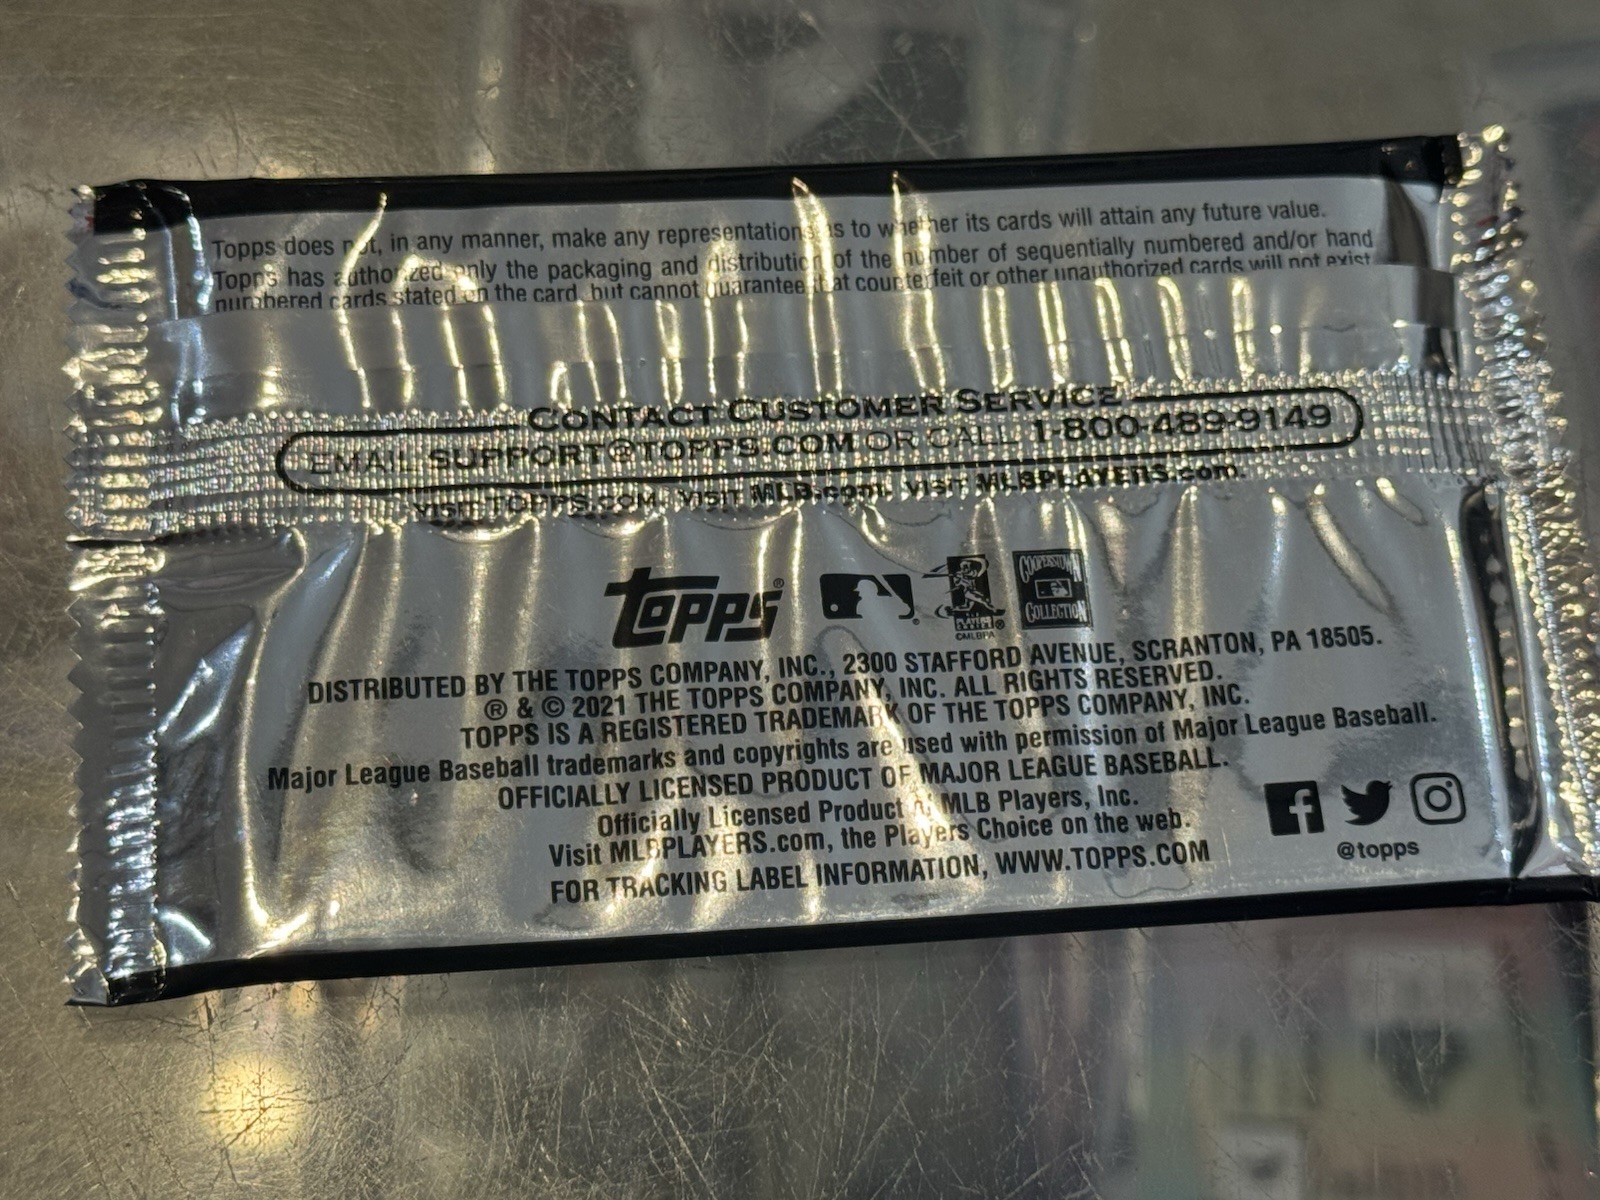 Topps does not, in any manner, make any representations as to whether its cards will attain any future value.
Topps has authorized only the packaging and distribution of the number of sequentially numbered and/or hand
numbered cards stated on the card, but cannot guarantee that counterfeit or other unauthorized cards will not exist
CONTACT CUSTOMER SERVICE
EMAIL SUPPORT@TOPPS.COM OR CALL 1-800-489-9149
VISIT TOPPS.COM. VISIT MLB.com. VISIT MLBPLAYERS.com.
topps®
PLAYERS CHOICE ®
©MLBPA
COOPERSTOWN
COLLECTION
DISTRIBUTED BY THE TOPPS COMPANY, INC., 2300 STAFFORD AVENUE, SCRANTON, PA 18505.
® & © 2021 THE TOPPS COMPANY, INC. ALL RIGHTS RESERVED.
TOPPS IS A REGISTERED TRADEMARK OF THE TOPPS COMPANY, INC.
Major League Baseball trademarks and copyrights are used with permission of Major League Baseball.
OFFICIALLY LICENSED PRODUCT OF MAJOR LEAGUE BASEBALL.
Officially Licensed Product of MLB Players, Inc.
Visit MLBPLAYERS.com, the Players Choice on the web.
FOR TRACKING LABEL INFORMATION, WWW.TOPPS.COM
@topps